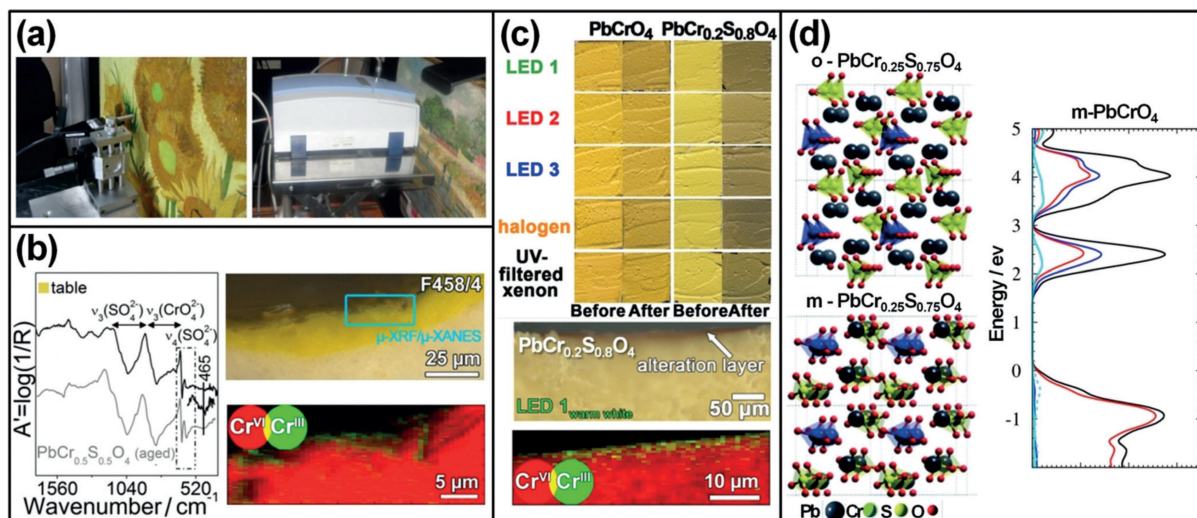 (a)
(b)
table
ν₃(SO₄²⁻)
ν₃(CrO₄²⁻)
ν₄(SO₄²⁻)
465
PbCr₀.₅S₀.₅O₄ (aged)
A'=log(1/R)
1560 1040 520
Wavenumber / cm⁻¹
F458/4
μ-XRF/μ-XANES
25 μm
Crⱽᴵ Crᴵᴵᴵ
5 μm
(c)
PbCrO₄ PbCr₀.₂S₀.₈O₄
LED 1
LED 2
LED 3
halogen
UV-
filtered
xenon
Before After Before After
PbCr₀.₂S₀.₈O₄
alteration layer
LED 1 warm white
50 μm
Crⱽᴵ Crᴵᴵᴵ
10 μm
(d)
o - PbCr₀.₂₅S₀.₇₅O₄
m - PbCr₀.₂₅S₀.₇₅O₄
Pb Cr S O
m-PbCrO₄
Energy / ev
5
4
3
2
1
0
-1